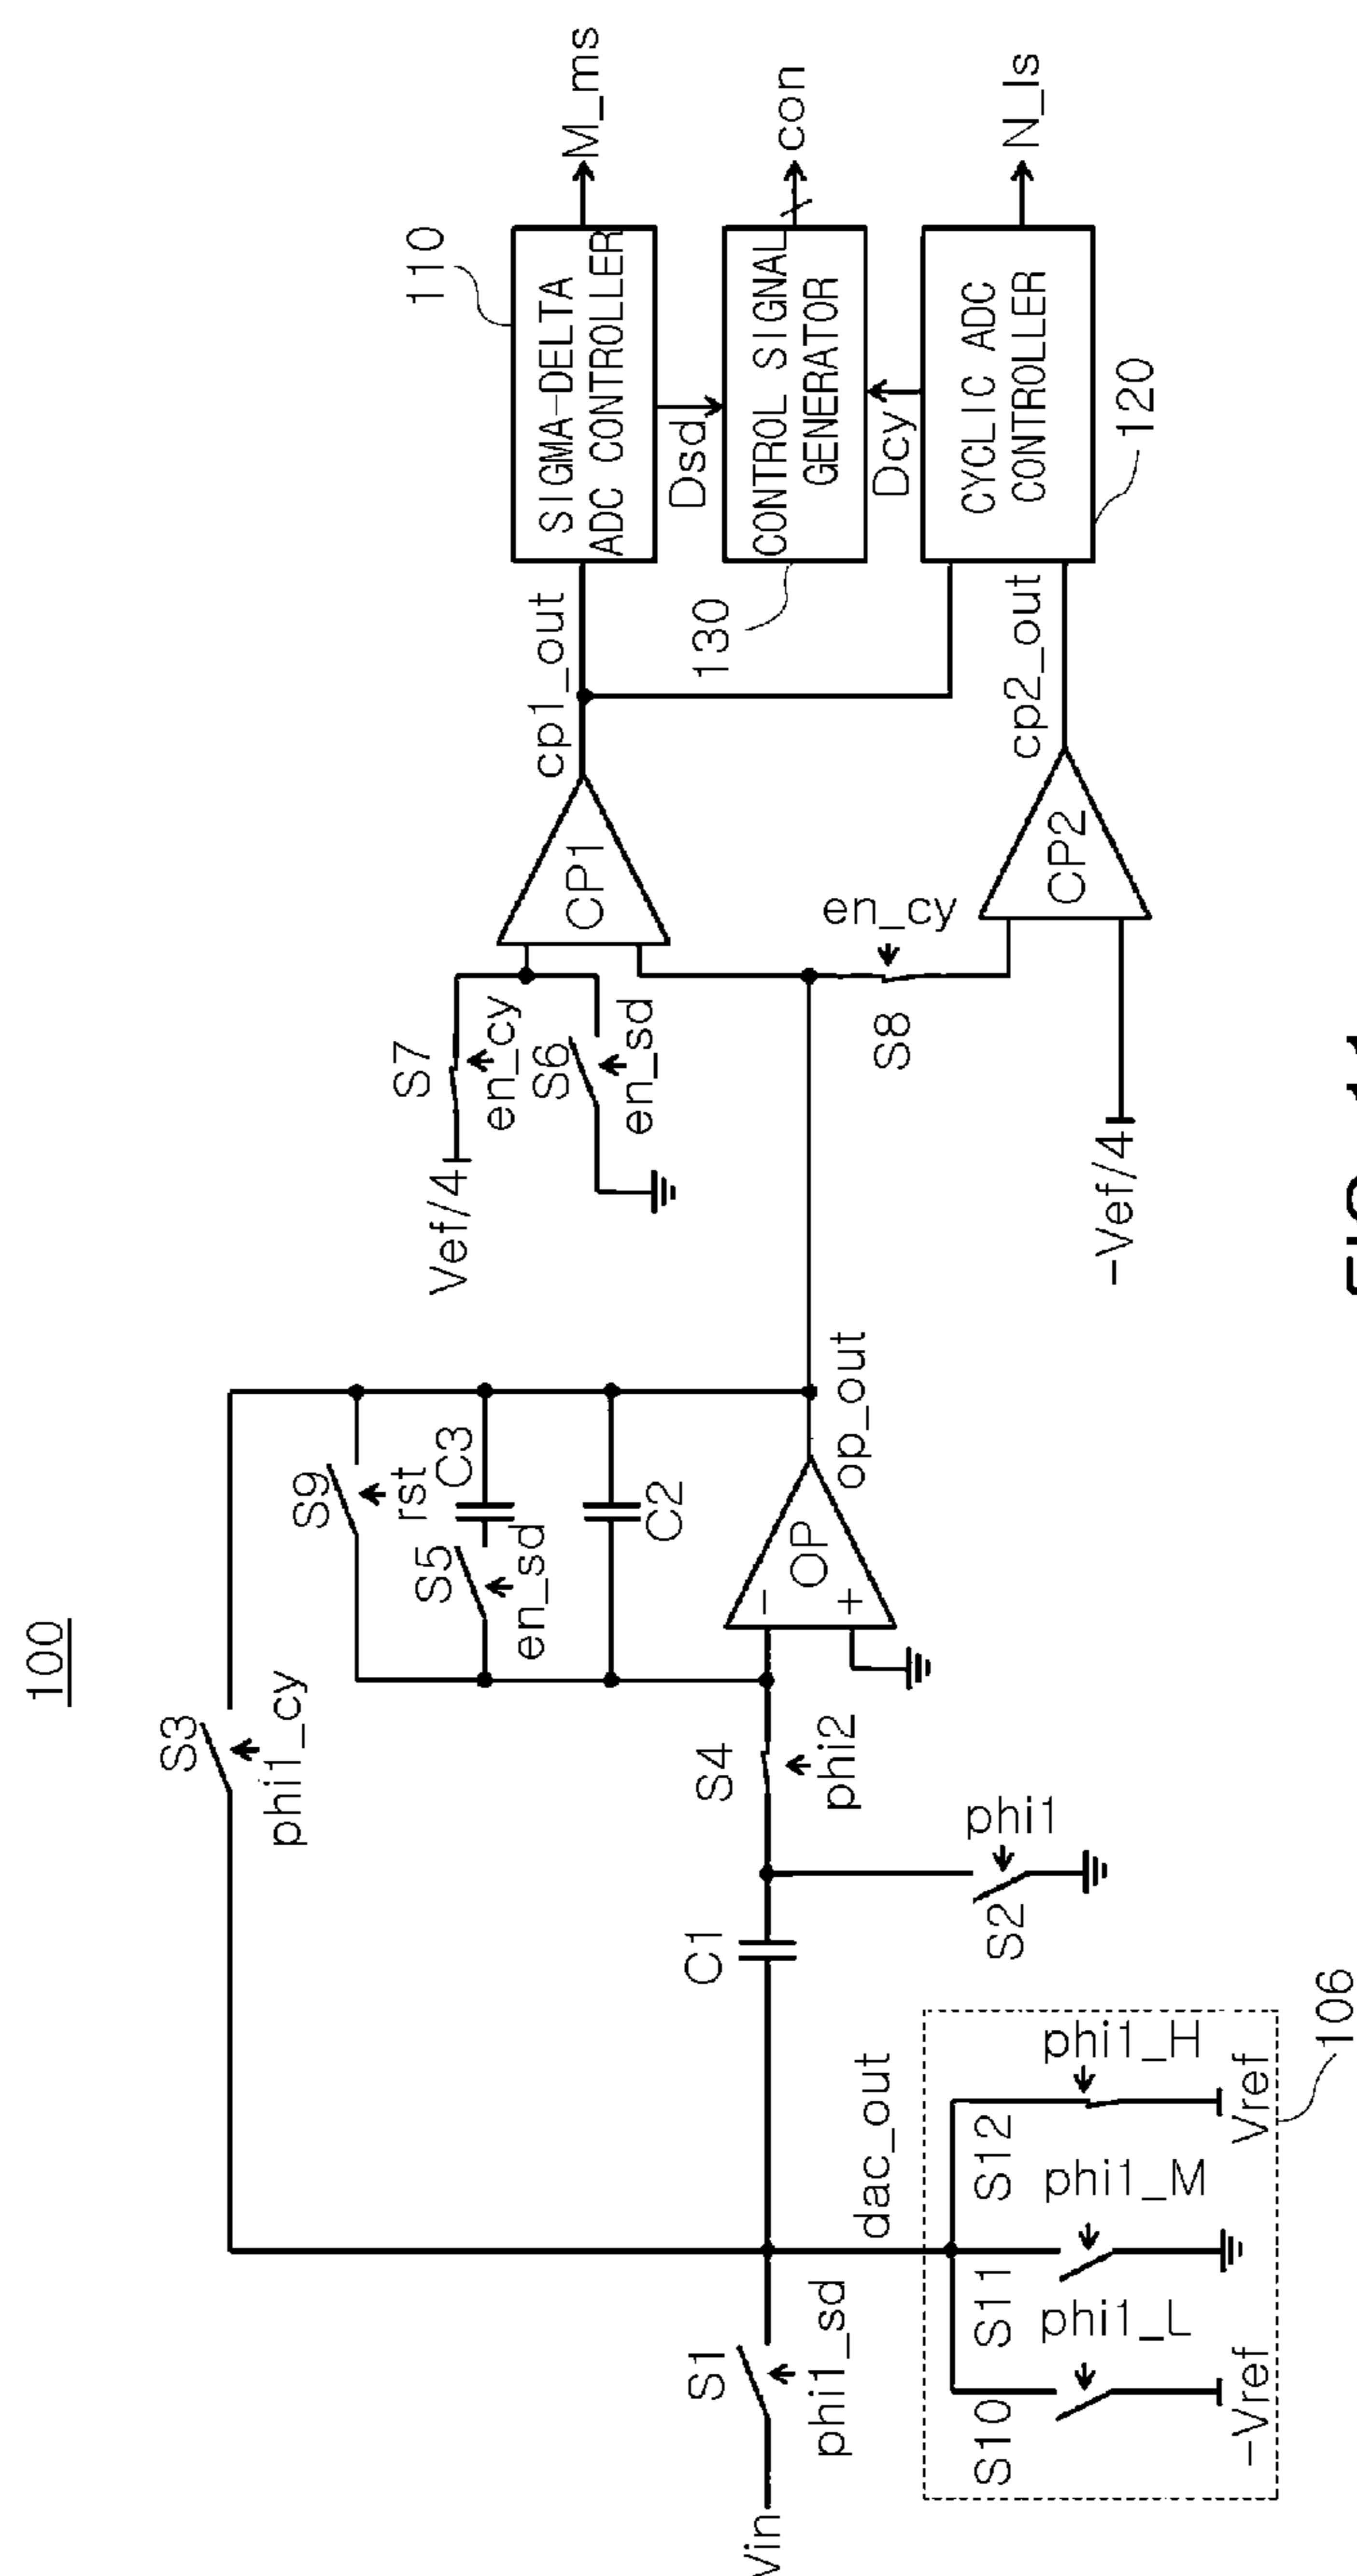 100
S3
phi1_cy
S9
rst
S5
en_sd
C3
C2
Vin
S1
phi1_sd
C1
S4
phi2
S2
phi1
OP
-
+
op_out
dac_out
S10
phi1_L
-Vref
S11
phi1_M
S12
phi1_H
Vref
106
Vef/4
S7
en_cy
S6
en_sd
CP1
cp1_out
S8
en_cy
-Vef/4
CP2
cp2_out
110
SIGMA-DELTA
ADC CONTROLLER
M_ms
Dsd
130
CONTROL SIGNAL
GENERATOR
con
Dcy
CYCLIC ADC
CONTROLLER
N_ls
120